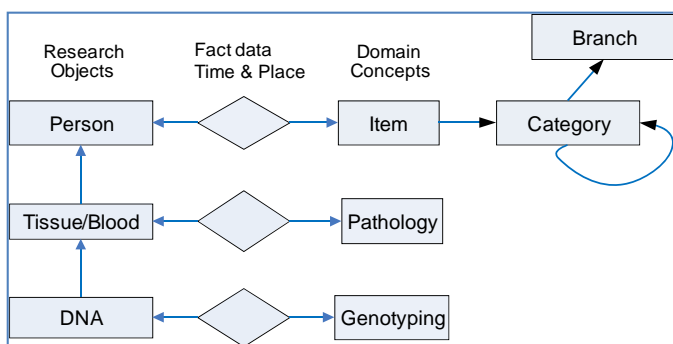 Branch
Research
Objects
Fact data
Time & Place
Domain
Concepts
Person
Item
Category
Tissue/Blood
Pathology
DNA
Genotyping